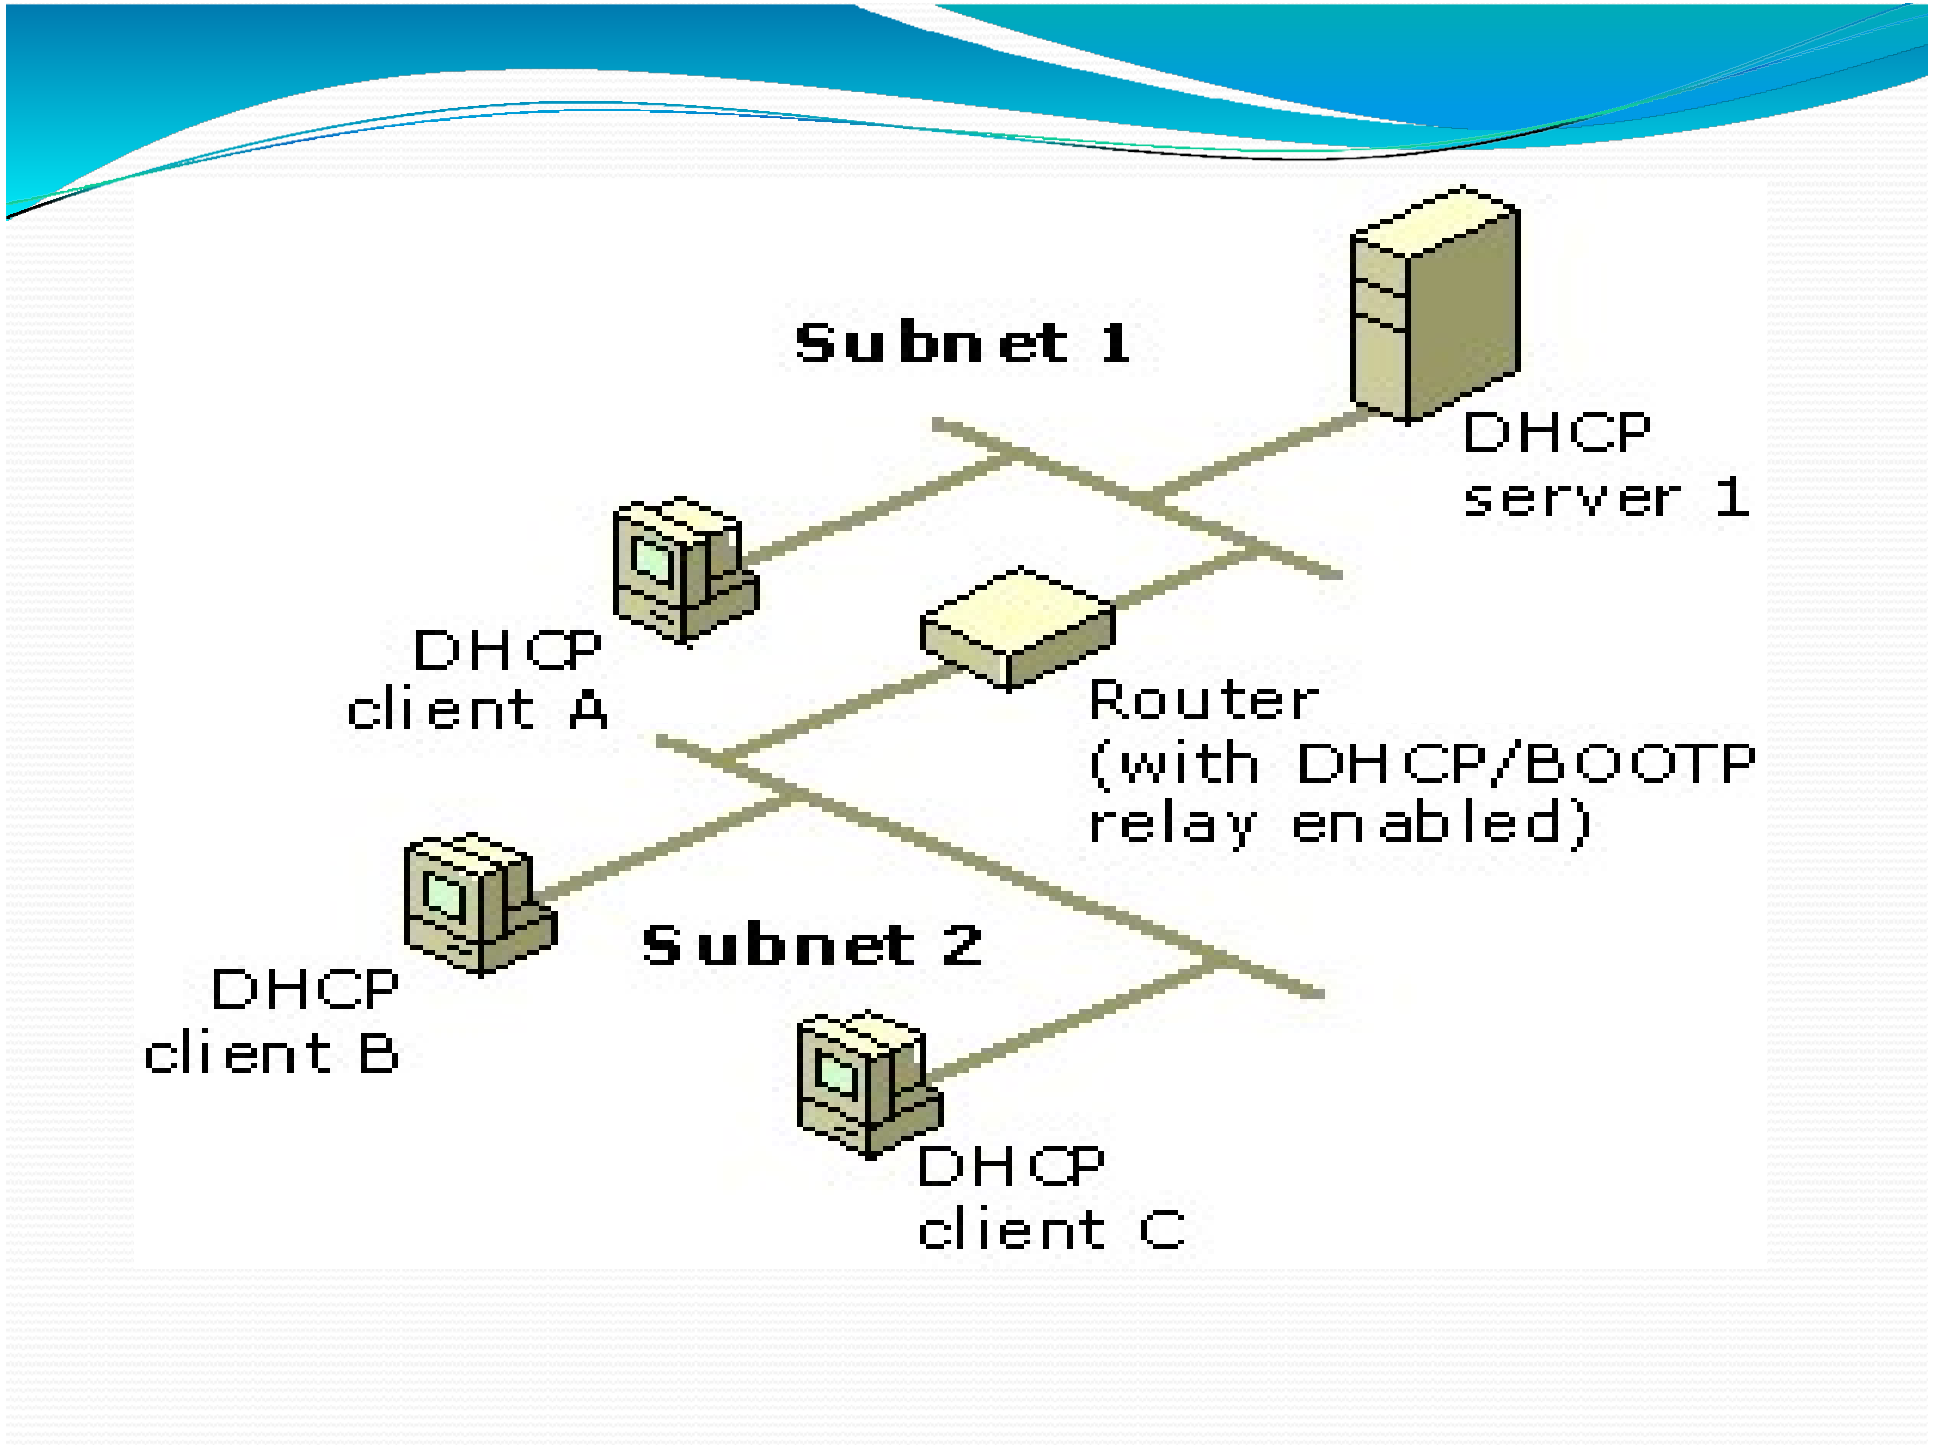 Subnet 1
DHCP
server 1
DHCP
client A
Router
(with DHCP/BOOTP
relay enabled)
DHCP
client B
Subnet 2
DHCP
client C